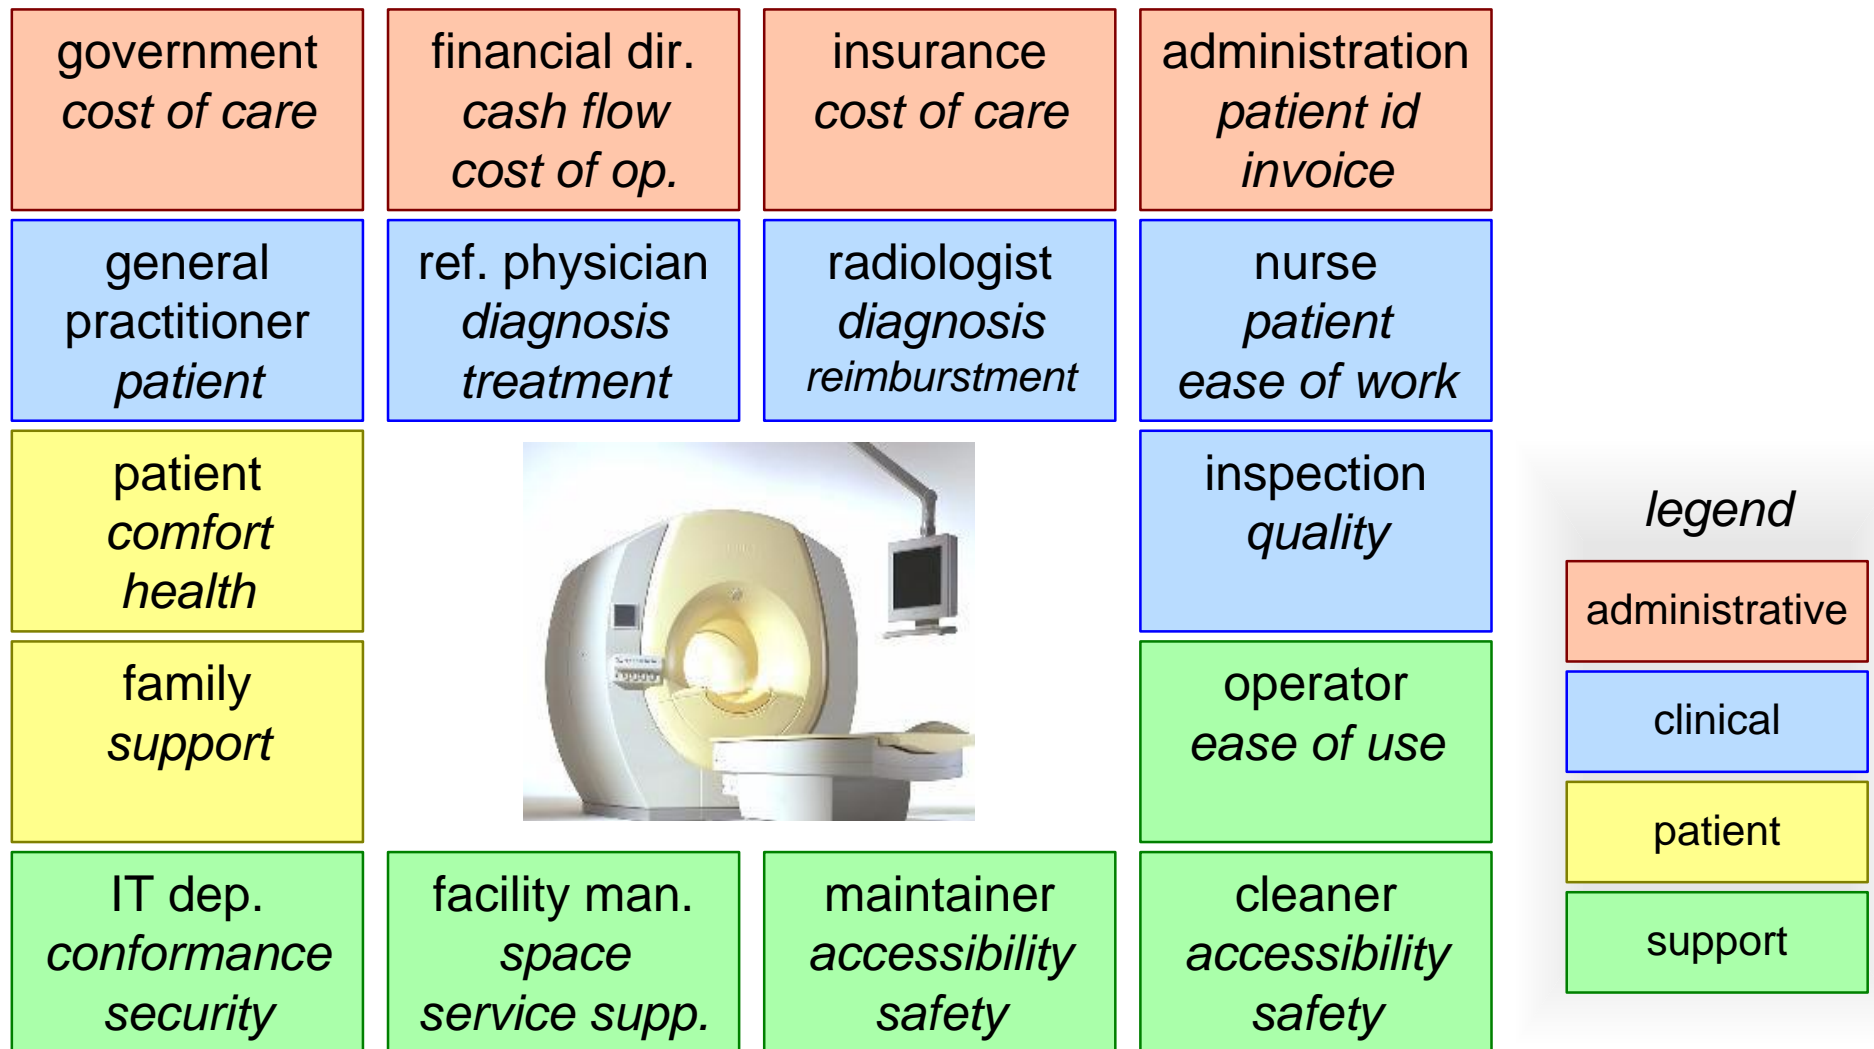 government
cost of care
financial dir.
cash flow
cost of op.
insurance
cost of care
administration
patient id
invoice
general
practitioner
patient
ref. physician
diagnosis
treatment
radiologist
diagnosis
reimburstment
nurse
patient
ease of work
patient
comfort
health
inspection
quality
family
support
operator
ease of use
IT dep.
conformance
security
facility man.
space
service supp.
maintainer
accessibility
safety
cleaner
accessibility
safety
legend
administrative
clinical
patient
support